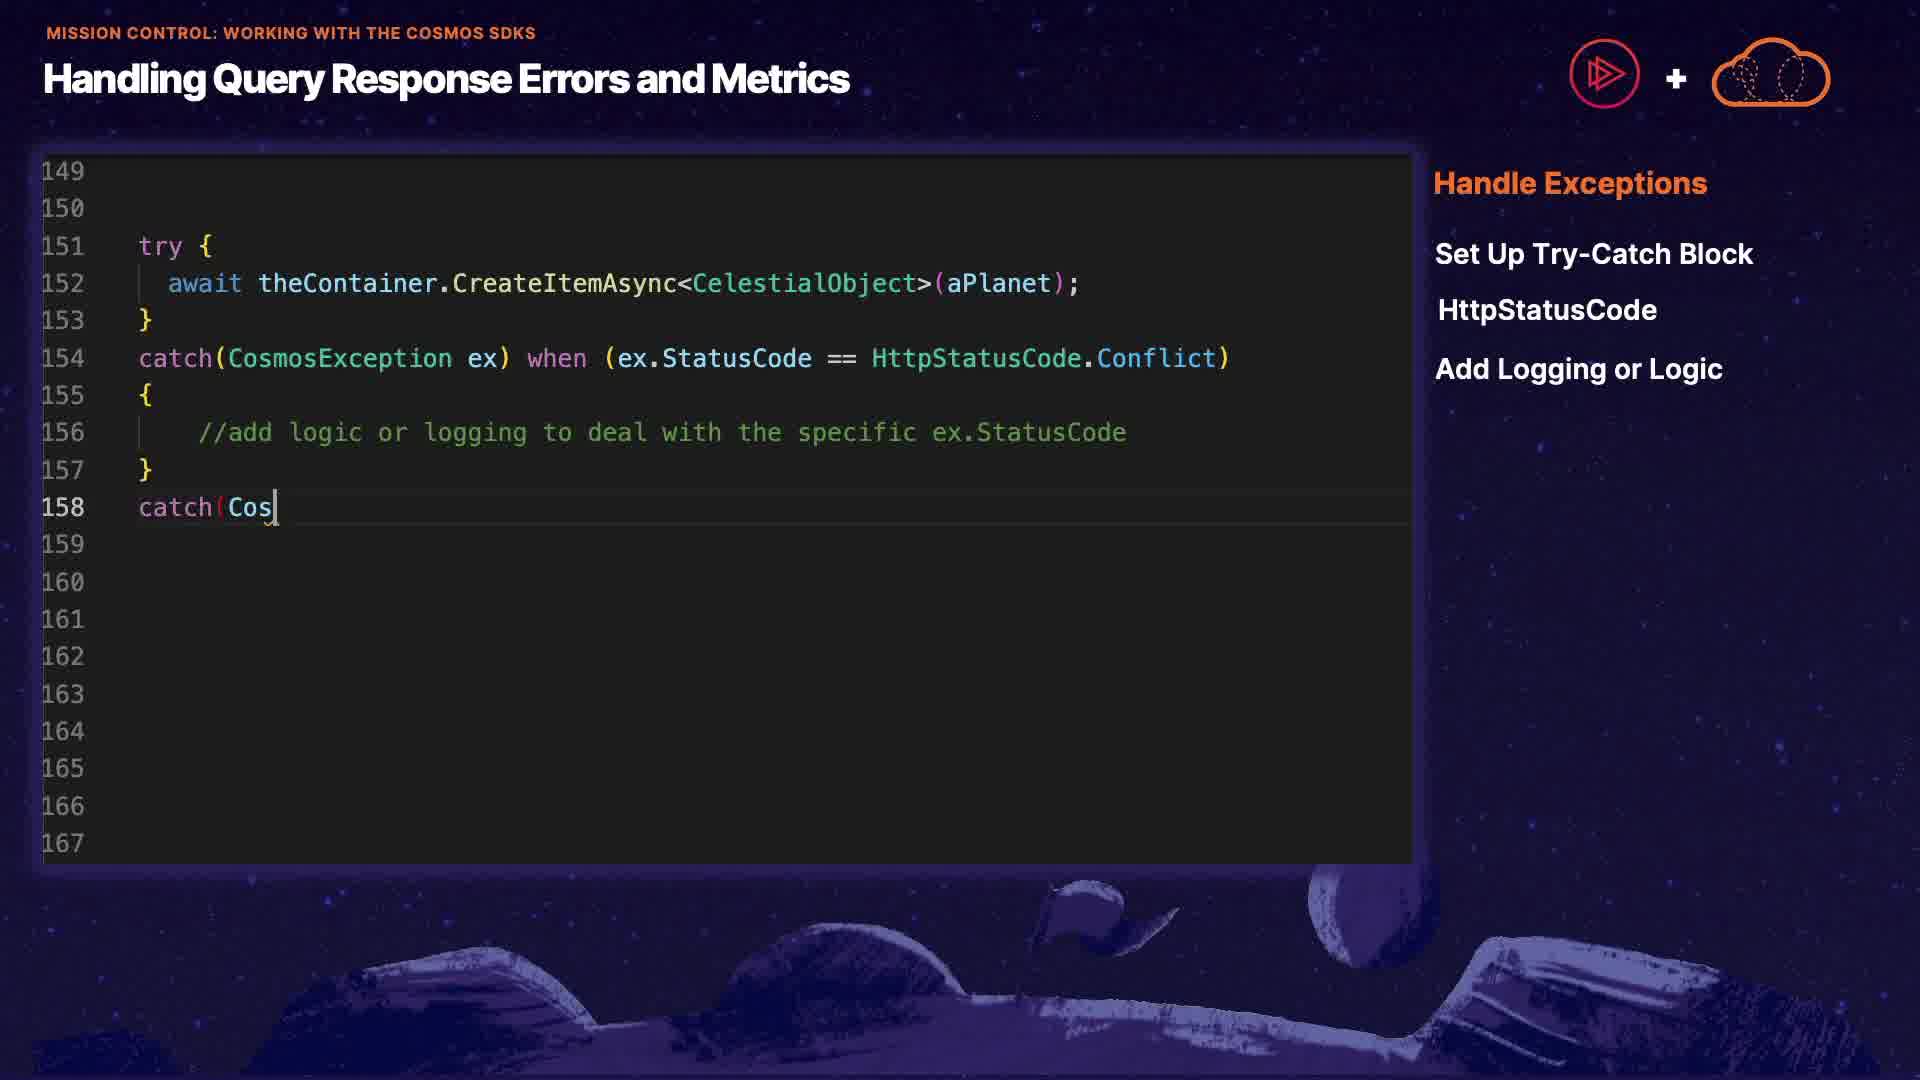 MISSION CONTROL: WORKING WITH THE COSMOS SDKS
Handling Query Response Errors and Metrics
+
149
150
151 try {
152 await theContainer.CreateItemAsync<CelestialObject>(aPlanet);
153 }
154 catch(CosmosException ex) when (ex.StatusCode == HttpStatusCode.Conflict)
155 {
156 //add logic or logging to deal with the specific ex.StatusCode
157 }
158 catch(Cos
159
160
161
162
163
164
165
166
167
Handle Exceptions
Set Up Try-Catch Block
HttpStatusCode
Add Logging or Logic